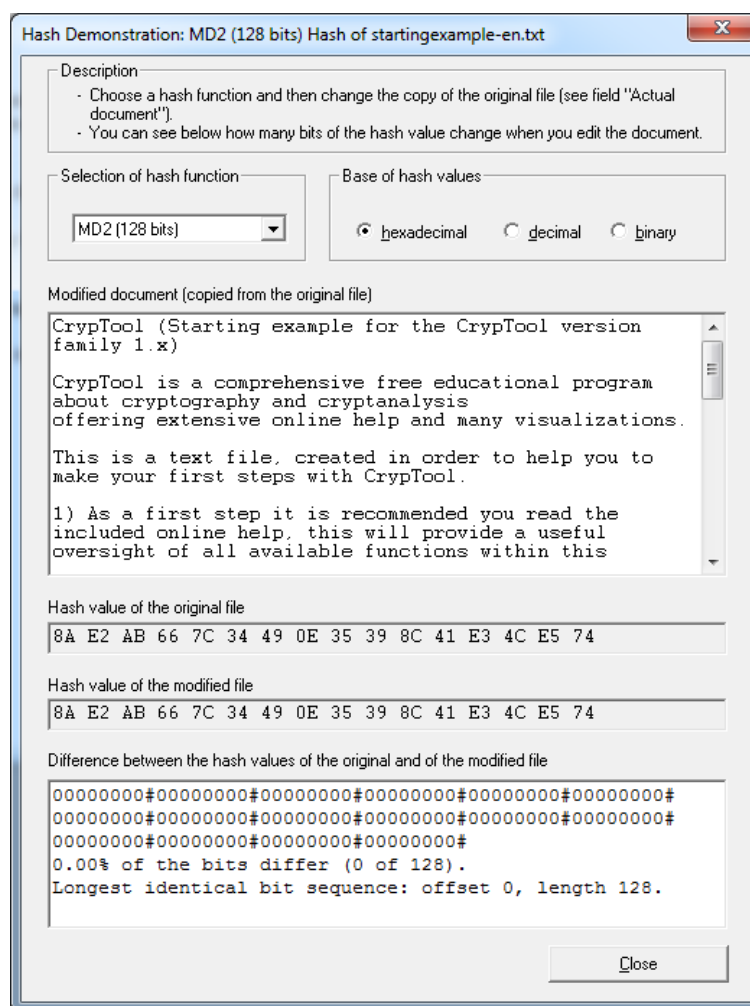 Hash Demonstration: MD2 (128 bits) Hash of startingexample-en.txt
Description
- Choose a hash function and then change the copy of the original file (see field "Actual
document").
- You can see below how many bits of the hash value change when you edit the document.
Selection of hash function
Base of hash values
MD2 (128 bits)
hexadecimal
decimal
binary
Modified document (copied from the original file)
CrypTool (Starting example for the CrypTool version
family 1.x)
CrypTool is a comprehensive free educational program
about cryptography and cryptanalysis
offering extensive online help and many visualizations.
This is a text file, created in order to help you to
make your first steps with CrypTool.
1) As a first step it is recommended you read the
included online help, this will provide a useful
oversight of all available functions within this
Hash value of the original file
8A E2 AB 66 7C 34 49 0E 35 39 8C 41 E3 4C E5 74
Hash value of the modified file
8A E2 AB 66 7C 34 49 0E 35 39 8C 41 E3 4C E5 74
Difference between the hash values of the original and of the modified file
00000000#00000000#00000000#00000000#00000000#00000000#
00000000#00000000#00000000#00000000#00000000#00000000#
00000000#00000000#00000000#00000000#
0.00% of the bits differ (0 of 128).
Longest identical bit sequence: offset 0, length 128.
Close